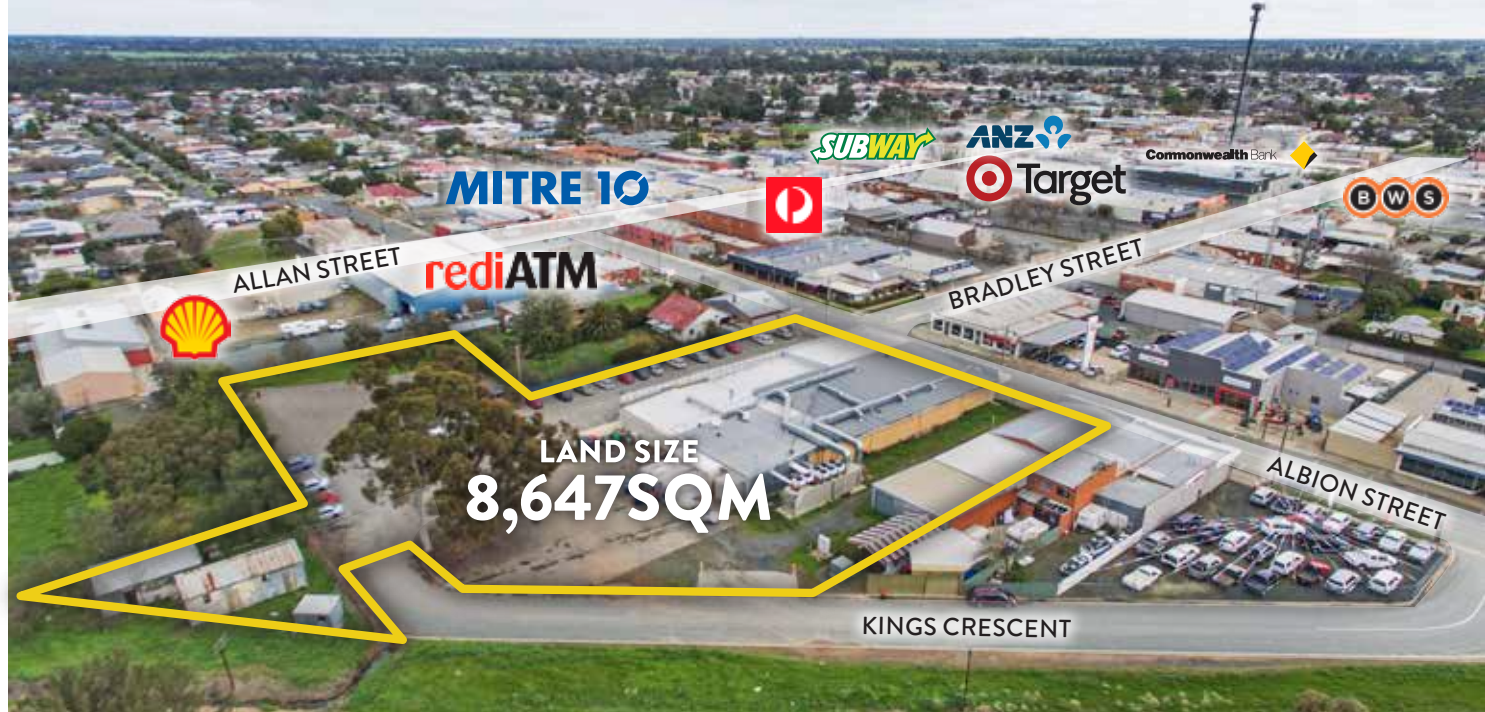 SUBWAY
ANZ
Commonwealth Bank
MITRE 10
Target
BWS
ALLAN STREET
rediATM
BRADLEY STREET
LAND SIZE
8,647SQM
ALBION STREET
KINGS CRESCENT